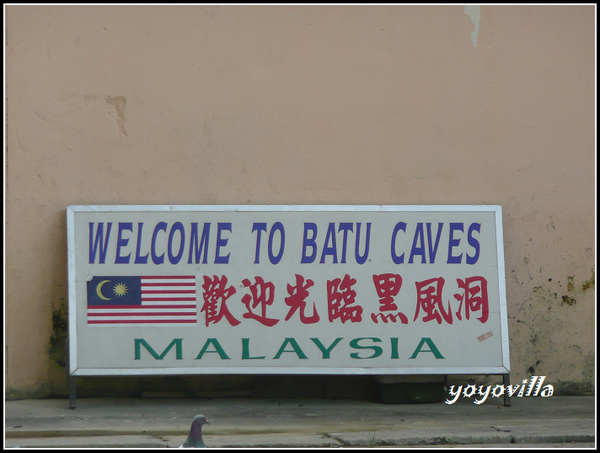 WELCOME TO BATU CAVES
歡迎光臨黑風洞
MALAYSIA
yoyovilla